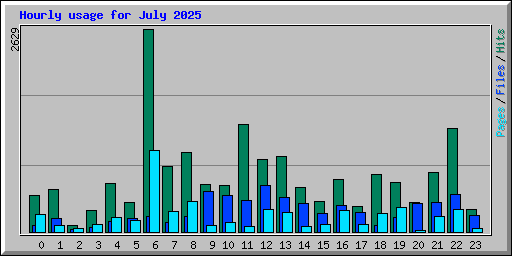 Hourly usage for July 2025
2629
Pages / Files / Hits
0 1 2 3 4 5 6 7 8 9 10 11 12 13 14 15 16 17 18 19 20 21 22 23